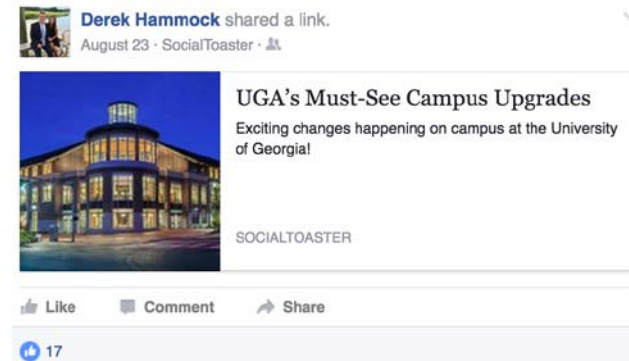 Derek Hammock shared a link.
August 23 · SocialToaster ·
UGA's Must-See Campus Upgrades
Exciting changes happening on campus at the University
of Georgia!
SOCIALTOASTER
Like Comment Share
17